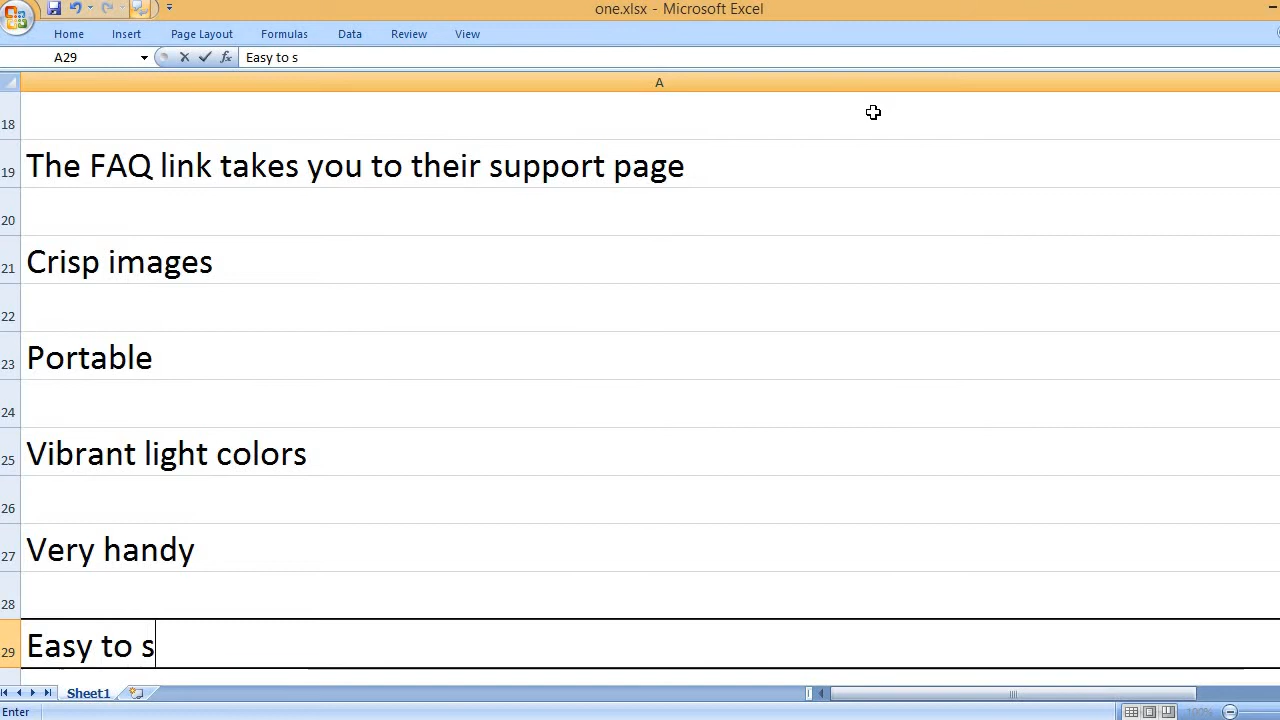 one.xlsx - Microsoft Excel
Home Insert Page Layout Formulas Data Review View
A29 fx Easy to s
A
18
19 The FAQ link takes you to their support page
20
21 Crisp images
22
23 Portable
24
25 Vibrant light colors
26
27 Very handy
28
29 Easy to s
Sheet1
Enter 100%